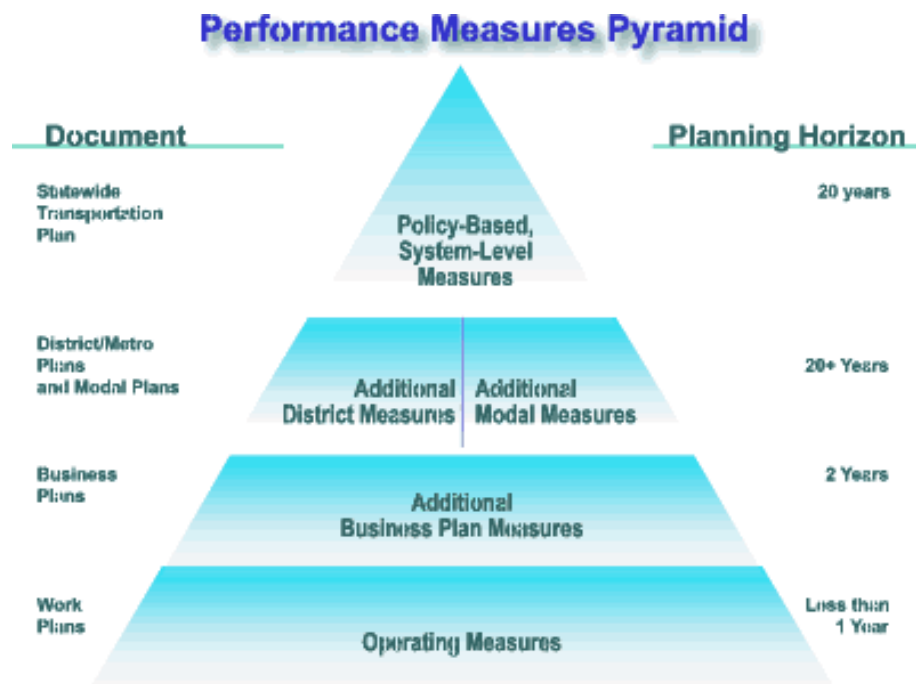 Performance Measures Pyramid
Document
Planning Horizon
Statewide
Transportation
Plan
Policy-Based,
System-Level
Measures
20 years
District/Metro
Plans
and Modal Plans
Additional
District Measures
Additional
Modal Measures
20+ Years
Business
Plans
Additional
Business Plan Measures
2 Years
Work
Plans
Operating Measures
Less than
1 Year